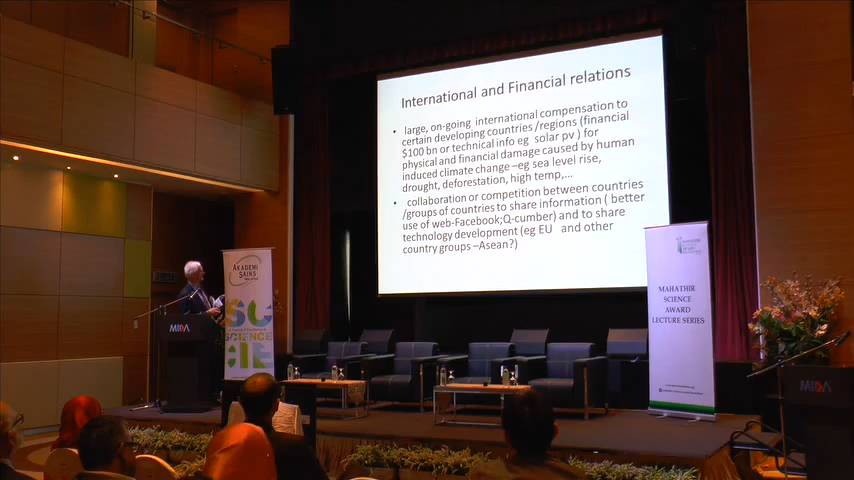 International and Financial relations
• large, on-going international compensation to
certain developing countries /regions (financial
$100 bn or technical info eg solar pv ) for
physical and financial damage caused by human
induced climate change –eg sea level rise,
drought, deforestation, high temp,...
• collaboration or competition between countries
/groups of countries to share information ( better
use of web-Facebook;Q-cumber) and to share
technology development (eg EU and other
country groups –Asean?)
AKADEMI
SAINS
SCIENCE
MIDA
MAHATHIR
SCIENCE
AWARD
LECTURE SERIES
MIDA